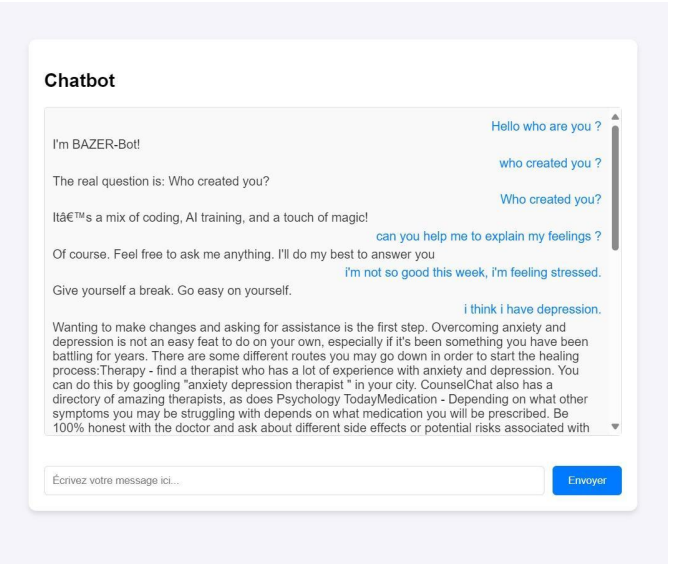 Chatbot
Hello who are you ?
I'm BAZER-Bot!
who created you ?
The real question is: Who created you?
Who created you?
Itâ€™s a mix of coding, AI training, and a touch of magic!
can you help me to explain my feelings ?
Of course. Feel free to ask me anything. I'll do my best to answer you
i'm not so good this week, i'm feeling stressed.
Give yourself a break. Go easy on yourself.
i think i have depression.
Wanting to make changes and asking for assistance is the first step. Overcoming anxiety and
depression is not an easy feat to do on your own, especially if it's been something you have been
battling for years. There are some different routes you may go down in order to start the healing
process:Therapy - find a therapist who has a lot of experience with anxiety and depression. You
can do this by googling "anxiety depression therapist " in your city. CounselChat also has a
directory of amazing therapists, as does Psychology TodayMedication - Depending on what other
symptoms you may be struggling with depends on what medication you will be prescribed. Be
100% honest with the doctor and ask about different side effects or potential risks associated with
Écrivez votre message ici...
Envoyer